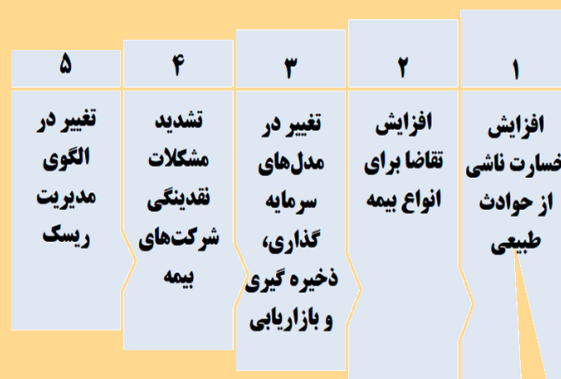 ۱
افزایش
خسارت ناشی
از حوادث
طبیعی
۲
افزایش
تقاضا برای
انواع بیمه
۳
تغییر در
مدل‌های
سرمایه
گذاری،
ذخیره گیری
و بازاریابی
۴
تشدید
مشکلات
نقدینگی
شرکت‌های
بیمه
۵
تغییر در
الگوی
مدیریت
ریسک